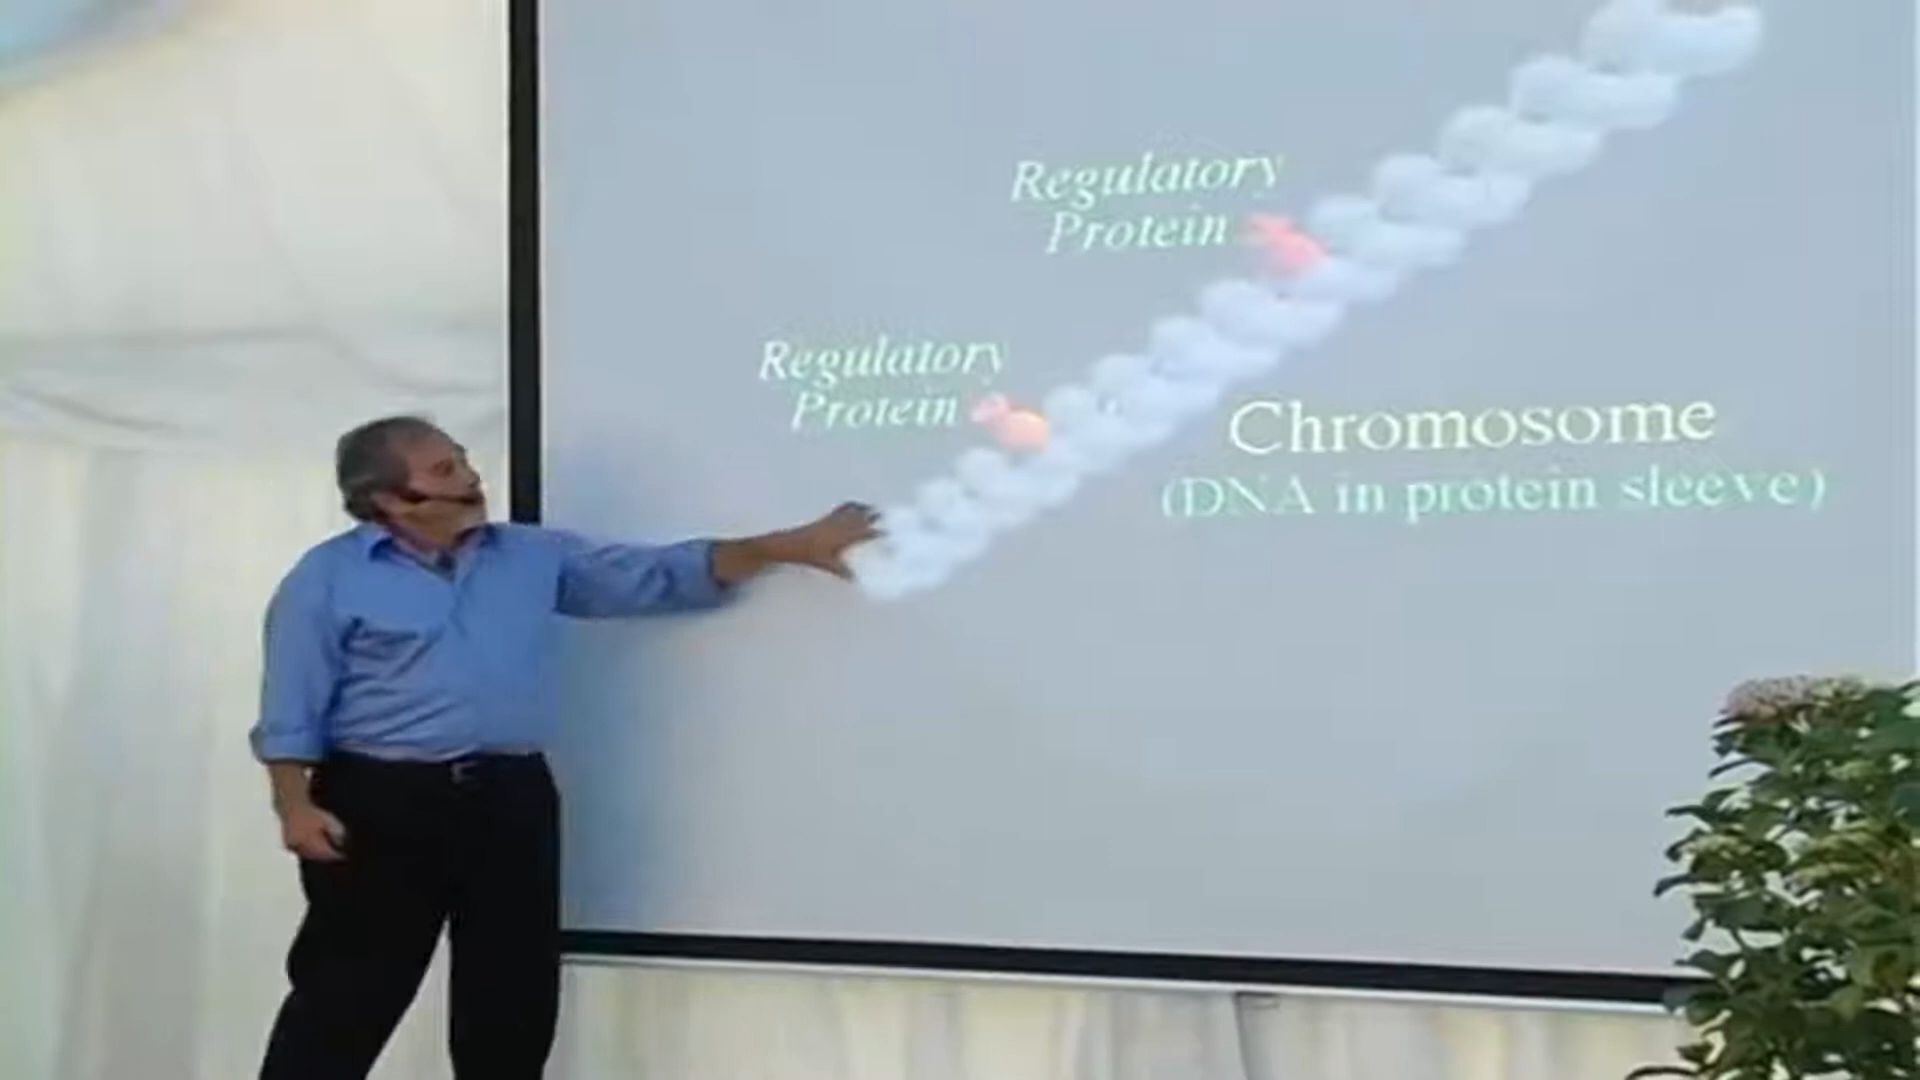 Regulatory
Protein
Regulatory
Protein
Chromosome
(DNA in protein sleeve)